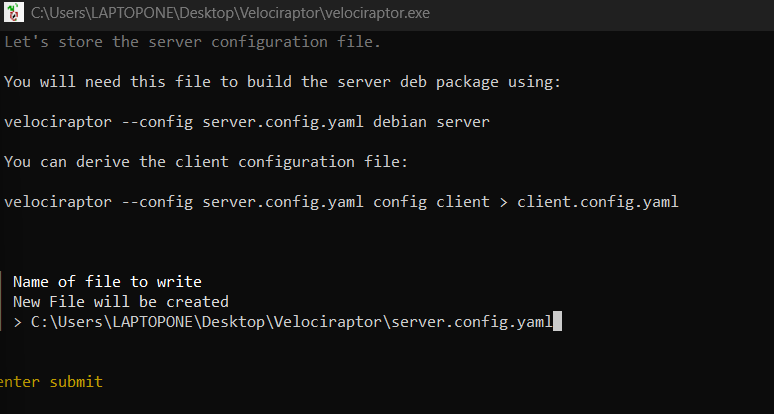 C:\Users\LAPTOPONE\Desktop\Velociraptor\velociraptor.exe
Let's store the server configuration file.
You will need this file to build the server deb package using:
velociraptor --config server.config.yaml debian server
You can derive the client configuration file:
velociraptor --config server.config.yaml config client > client.config.yaml
Name of file to write
New File will be created
> C:\Users\LAPTOPONE\Desktop\Velociraptor\server.config.yaml
enter submit